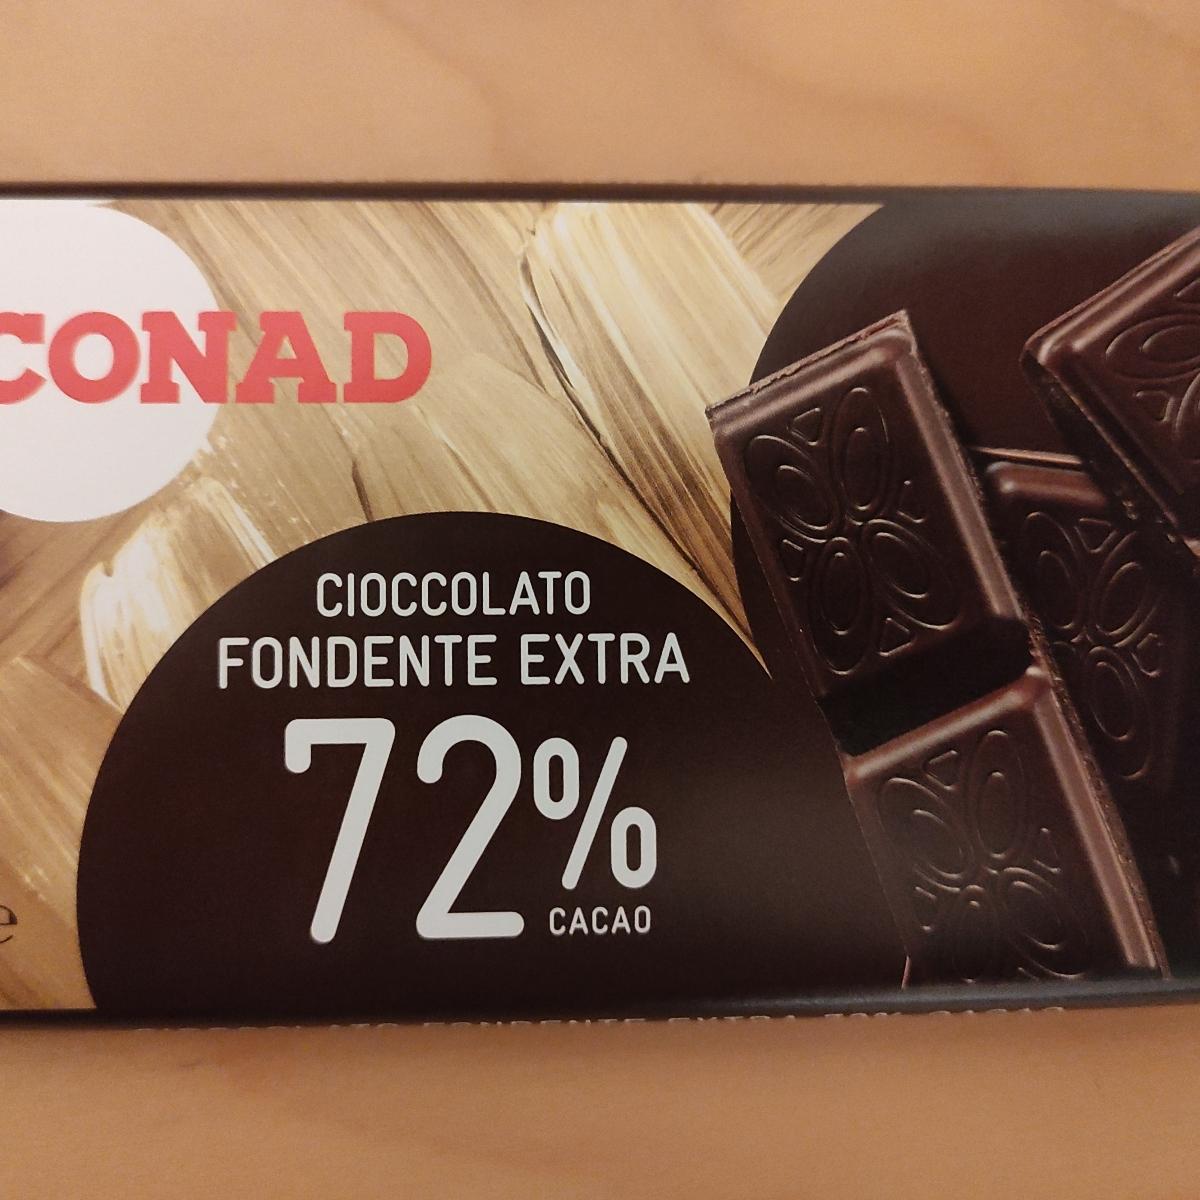 CONAD
CIOCCOLATO
FONDENTE EXTRA
72%
CACAO